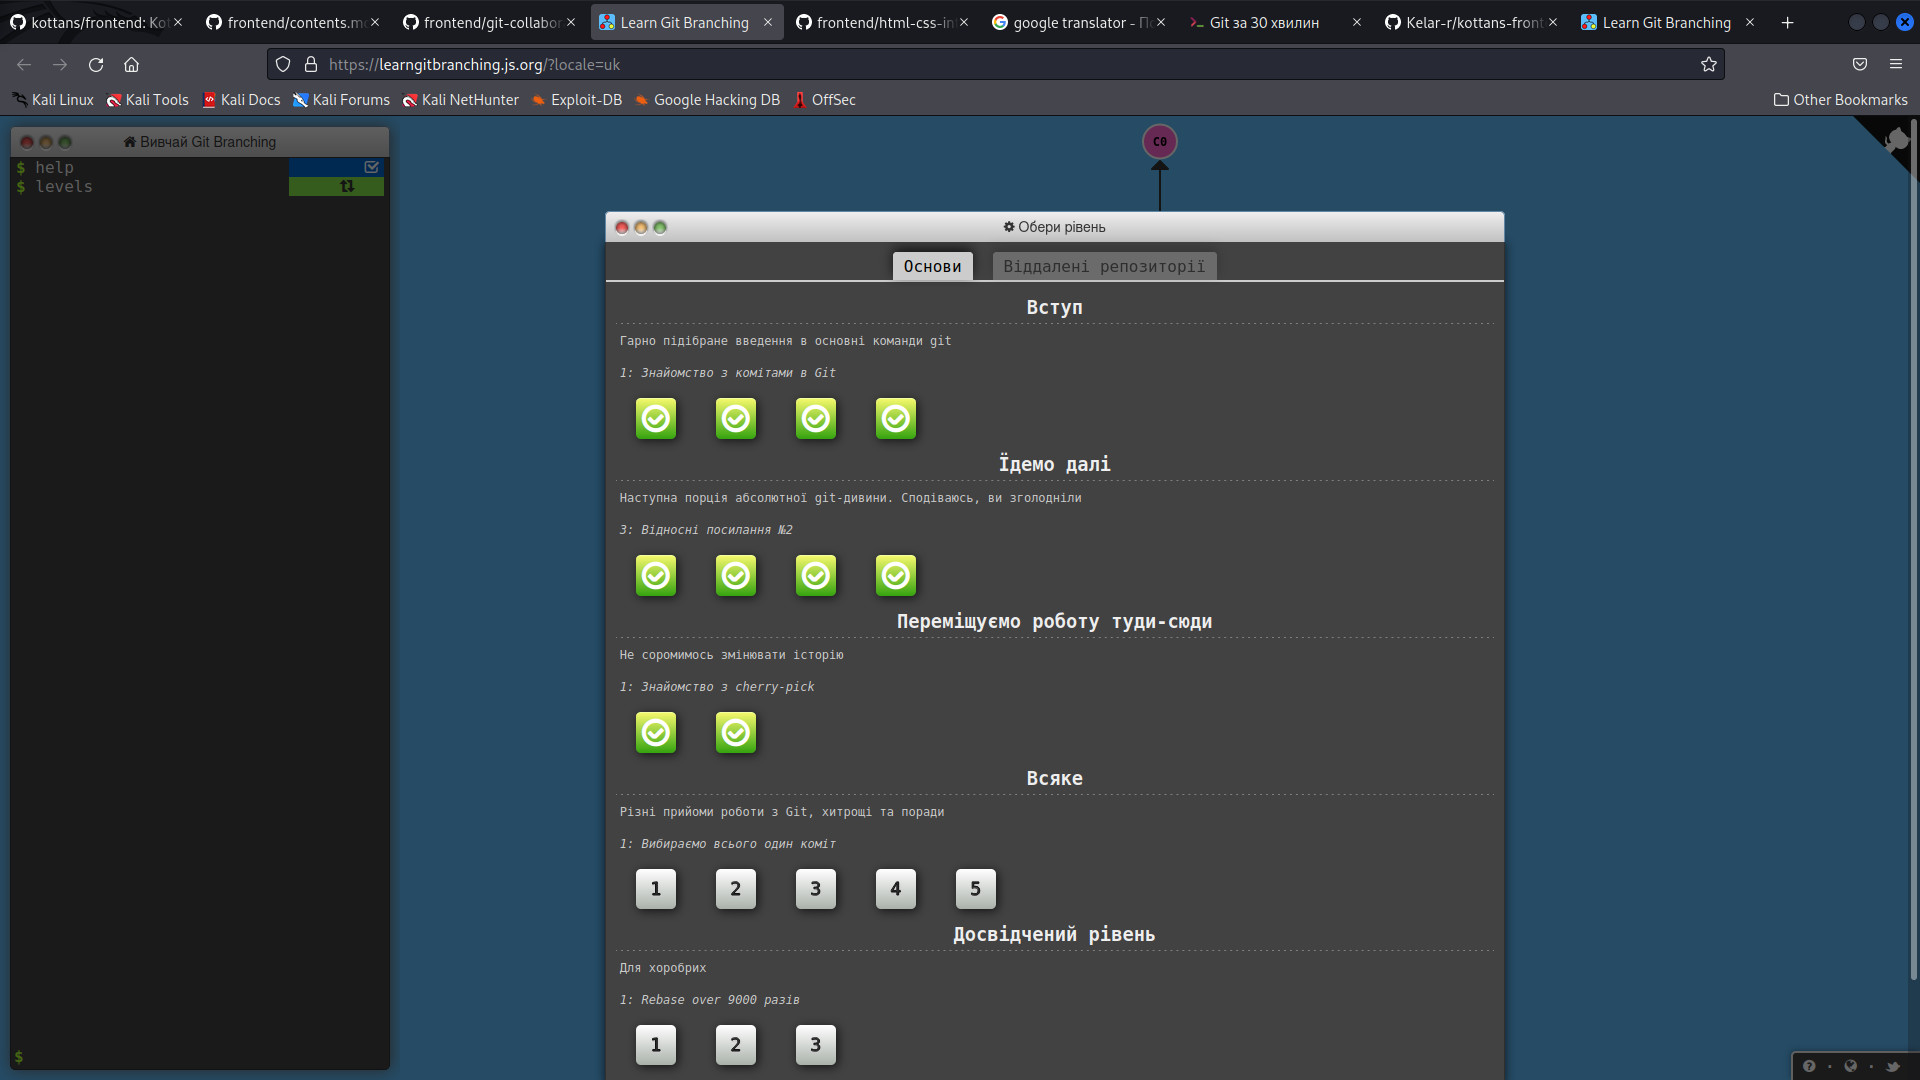 kottans/frontend: Kot
frontend/contents.m
frontend/git-collabor
Learn Git Branching
frontend/html-css-in
google translator - П
Git за 30 хвилин
Kelar-r/kottans-front
Learn Git Branching
https://learngitbranching.js.org/?locale=uk
Kali Linux
Kali Tools
Kali Docs
Kali Forums
Kali NetHunter
Exploit-DB
Google Hacking DB
OffSec
Other Bookmarks
Вивчай Git Branching
$ help
$ levels
$
C0
Обери рівень
Основи
Віддалені репозиторії
Вступ
Гарно підібране введення в основні команди git
1: Знайомство з комітами в Git
Їдемо далі
Наступна порція абсолютної git-дивини. Сподіваюсь, ви зголодніли
3: Відносні посилання №2
Переміщуємо роботу туди-сюди
Не соромимось змінювати історію
1: Знайомство з cherry-pick
Всяке
Різні прийоми роботи з Git, хитрощі та поради
1: Вибираємо всього один коміт
1 2 3 4 5
Досвідчений рівень
Для хоробрих
1: Rebase over 9000 разів
1 2 3